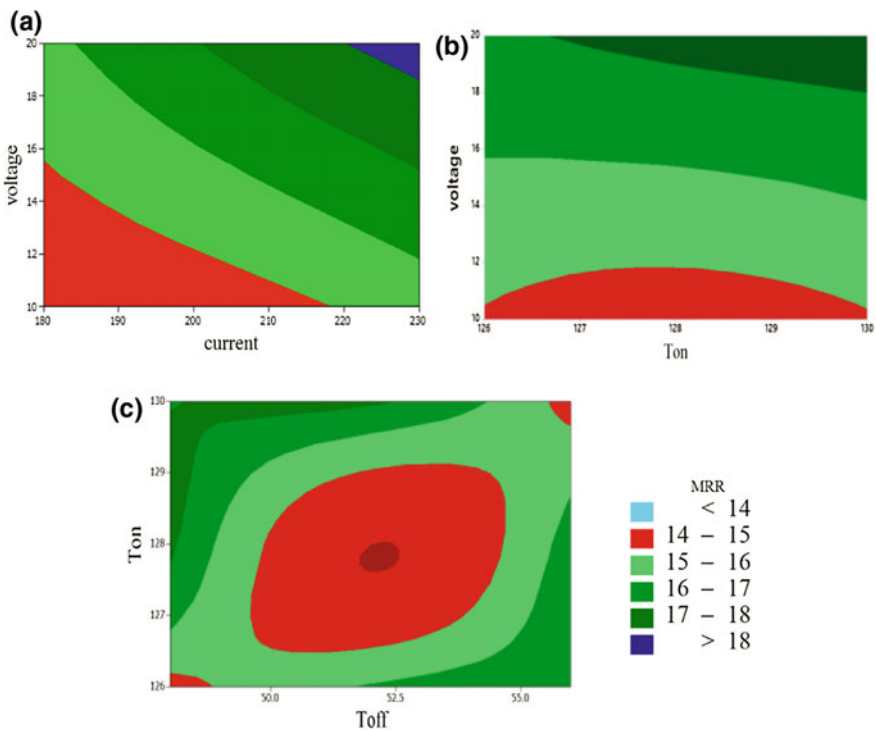 (a)
20
18
16
14
12
10
voltage
180
190
200
210
220
230
current
(b)
20
18
16
14
12
10
voltage
126
127
128
129
130
Ton
(c)
130
129
128
127
126
Ton
50.0
52.5
55.0
Toff
MRR
< 14
14 – 15
15 – 16
16 – 17
17 – 18
> 18